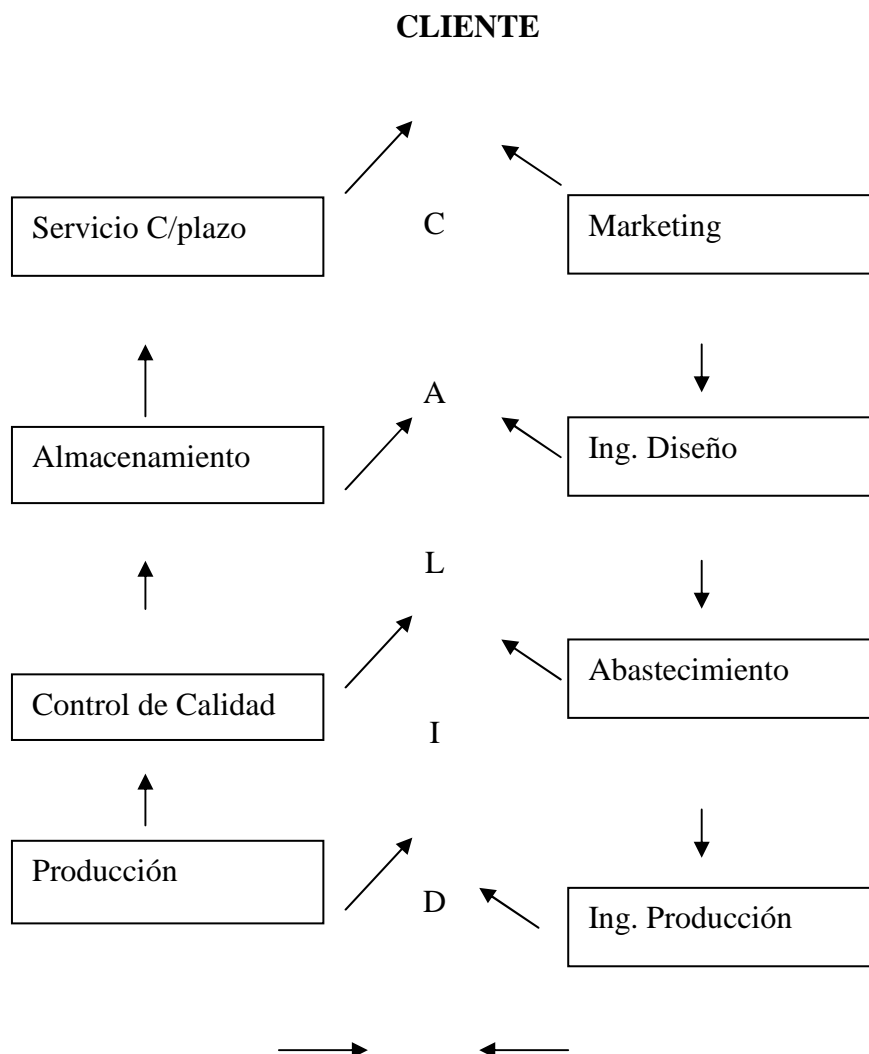 CLIENTE
Servicio C/plazo
C
Marketing
A
Almacenamiento
Ing. Diseño
L
Control de Calidad
Abastecimiento
I
Producción
D
Ing. Producción